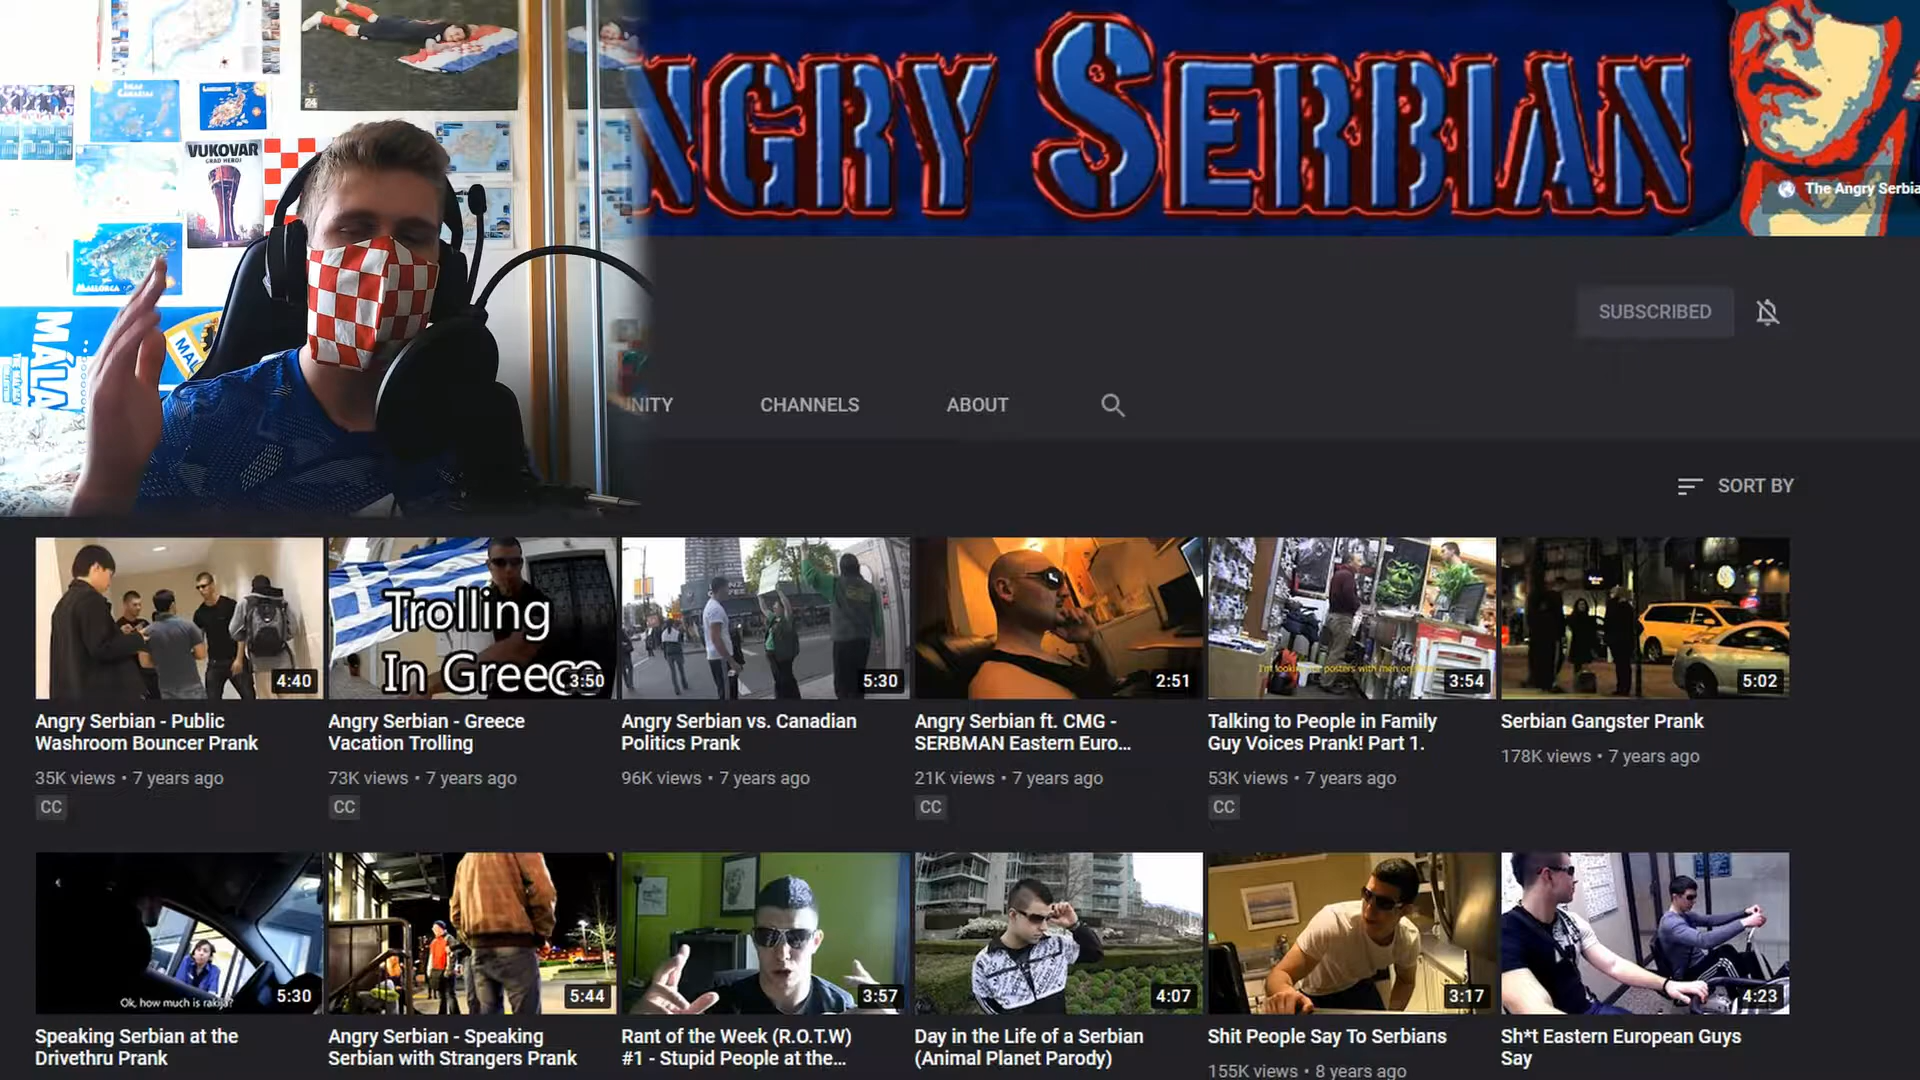 ISLAS CANARIAS
LANZAROTE
VUKOVAR
GRAD HEROJ
MALLORCA
24
NGRY SERBIAN
The Angry Serbia
SUBSCRIBED
NITY
CHANNELS
ABOUT
SORT BY
4:40
Trolling
In Greece
3:50
5:30
2:51
3:54
5:02
Angry Serbian - Public
Washroom Bouncer Prank
35K views • 7 years ago
CC
Angry Serbian - Greece
Vacation Trolling
73K views • 7 years ago
CC
Angry Serbian vs. Canadian
Politics Prank
96K views • 7 years ago
Angry Serbian ft. CMG -
SERBMAN Eastern Euro...
21K views • 7 years ago
CC
Talking to People in Family
Guy Voices Prank! Part 1.
53K views • 7 years ago
CC
Serbian Gangster Prank
178K views • 7 years ago
Ok, how much is rakija?
5:30
5:44
3:57
4:07
3:17
4:23
Speaking Serbian at the
Drivethru Prank
Angry Serbian - Speaking
Serbian with Strangers Prank
Rant of the Week (R.O.T.W)
#1 - Stupid People at the...
Day in the Life of a Serbian
(Animal Planet Parody)
Shit People Say To Serbians
155K views • 8 years ago
Sh*t Eastern European Guys
Say